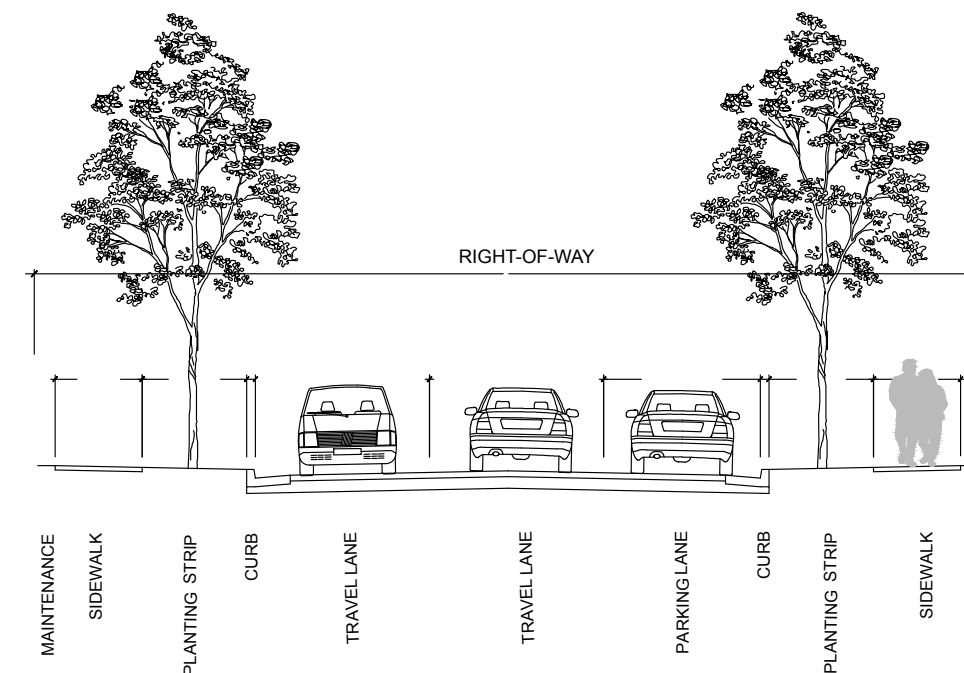 RIGHT-OF-WAY
MAINTENANCE
SIDEWALK
PLANTING STRIP
CURB
TRAVEL LANE
TRAVEL LANE
PARKING LANE
CURB
PLANTING STRIP
SIDEWALK